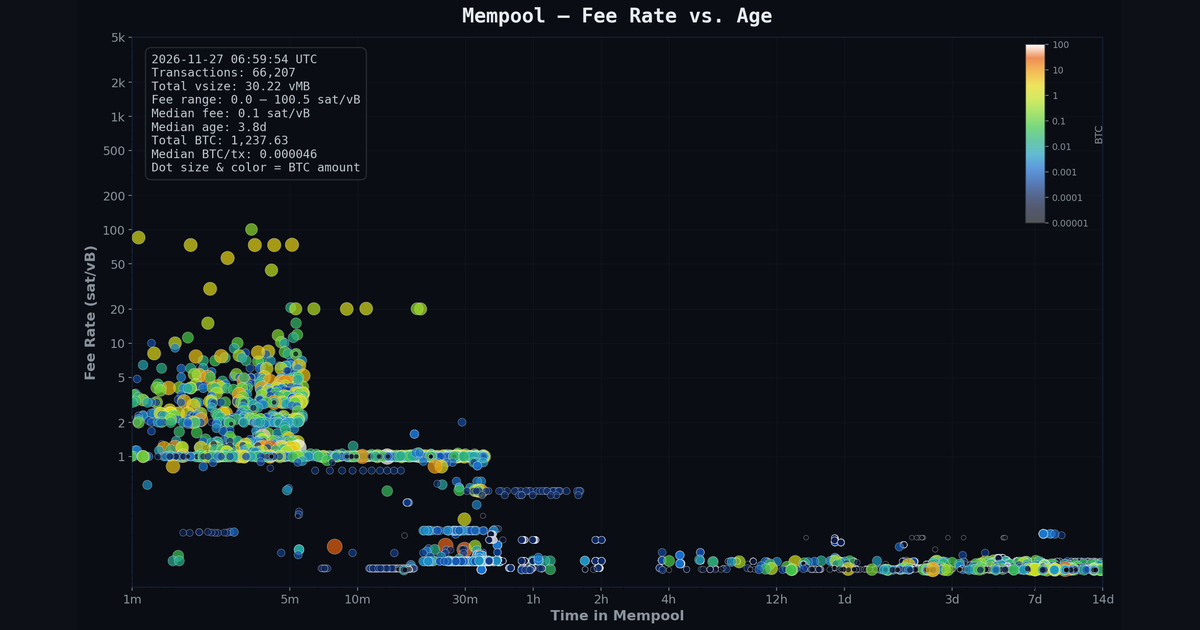 Mempool — Fee Rate vs. Age
2026-11-27 06:59:54 UTC
Transactions: 66,207
Total vsize: 30.22 vMB
Fee range: 0.0 – 100.5 sat/vB
Median fee: 0.1 sat/vB
Median age: 3.8d
Total BTC: 1,237.63
Median BTC/tx: 0.000046
Dot size & color = BTC amount
Fee Rate (sat/vB)
5k
2k
1k
500
200
100
50
20
10
5
2
1
100
10
1
0.1
0.01
0.001
0.0001
0.00001
BTC
1m
5m
10m
30m
1h
2h
4h
12h
1d
3d
7d
14d
Time in Mempool